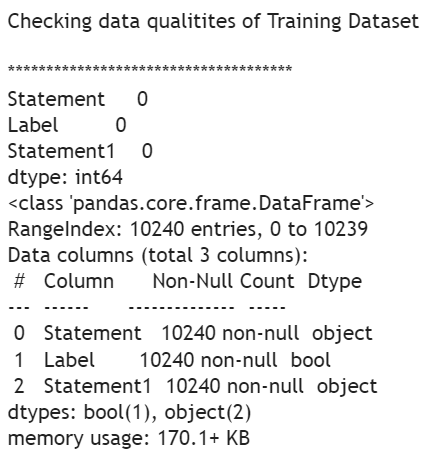 Checking data qualitites of Training Dataset
*************************************
Statement 0
Label 0
Statement1 0
dtype: int64
<class 'pandas.core.frame.DataFrame'>
RangeIndex: 10240 entries, 0 to 10239
Data columns (total 3 columns):
# Column Non-Null Count Dtype
--- ------ -------------- -----
0 Statement 10240 non-null object
1 Label 10240 non-null bool
2 Statement1 10240 non-null object
dtypes: bool(1), object(2)
memory usage: 170.1+ KB